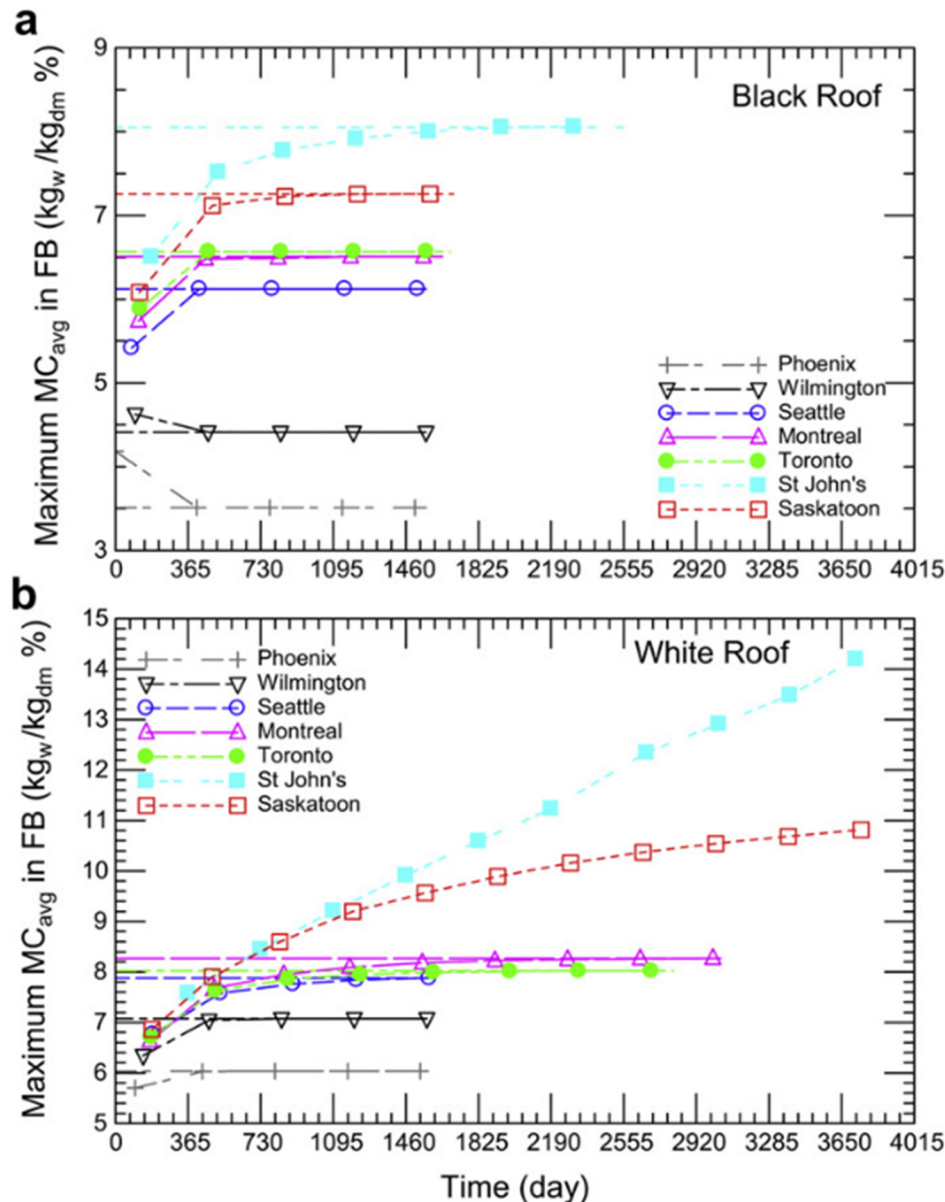 a
Maximum MCavg in FB (kgw /kgdm %)
9
7
5
3
Black Roof
Phoenix
Wilmington
Seattle
Montreal
Toronto
St John's
Saskatoon
0 365 730 1095 1460 1825 2190 2555 2920 3285 3650 4015
b
Maximum MCavg in FB (kgw/kgdm %)
15
14
13
12
11
10
9
8
7
6
5
White Roof
Phoenix
Wilmington
Seattle
Montreal
Toronto
St John's
Saskatoon
0 365 730 1095 1460 1825 2190 2555 2920 3285 3650 4015
Time (day)